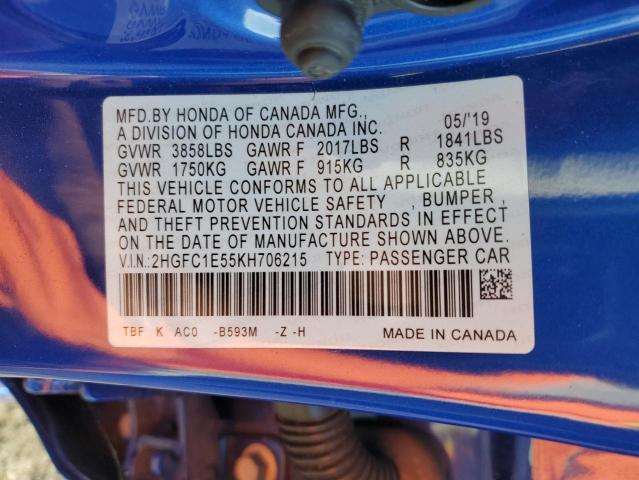 MFD.BY HONDA OF CANADA MFG.,
A DIVISION OF HONDA CANADA INC. 05/'19
GVWR 3858LBS GAWR F 2017LBS R 1841LBS
GVWR 1750KG GAWR F 915KG R 835KG
THIS VEHICLE CONFORMS TO ALL APPLICABLE
FEDERAL MOTOR VEHICLE SAFETY , BUMPER ,
AND THEFT PREVENTION STANDARDS IN EFFECT
ON THE DATE OF MANUFACTURE SHOWN ABOVE.
V.I.N.:2HGFC1E55KH706215 TYPE: PASSENGER CAR
TBF K AC0 -B593M -Z -H MADE IN CANADA